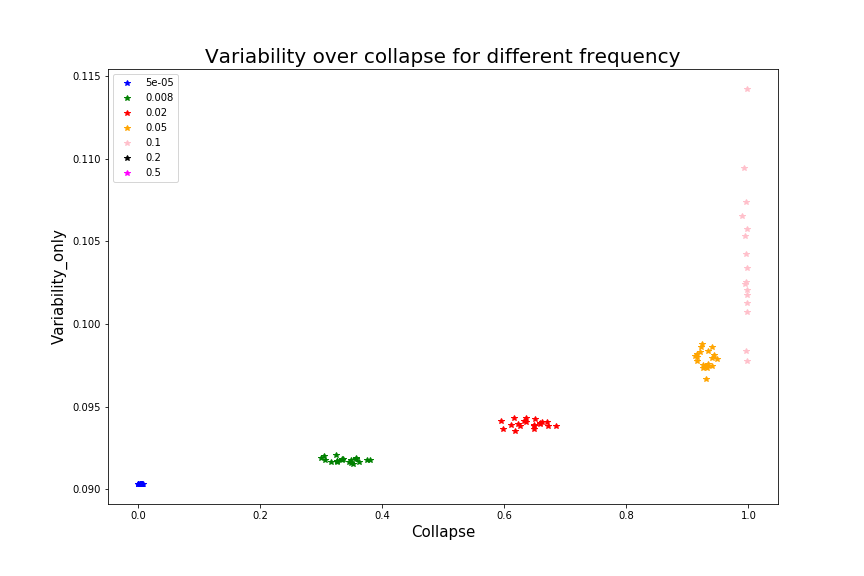 Variability over collapse for different frequency
0.115
0.110
0.105
0.100
0.095
0.090
Variability_only
5e-05
0.008
0.02
0.05
0.1
0.2
0.5
0.0 0.2 0.4 0.6 0.8 1.0
Collapse